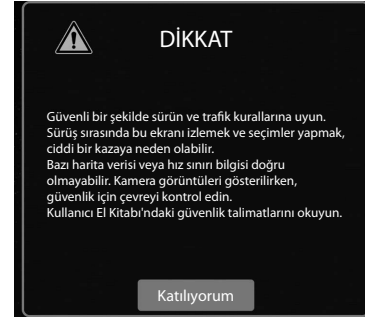 DİKKAT
Güvenli bir şekilde sürün ve trafik kurallarına uyun.
Sürüş sırasında bu ekranı izlemek ve seçimler yapmak,
ciddi bir kazaya neden olabilir.
Bazı harita verisi veya hız sınırı bilgisi doğru
olmayabilir. Kamera görüntüleri gösterilirken,
güvenlik için çevreyi kontrol edin.
Kullanıcı El Kitabı'ndaki güvenlik talimatlarını okuyun.
Katılıyorum